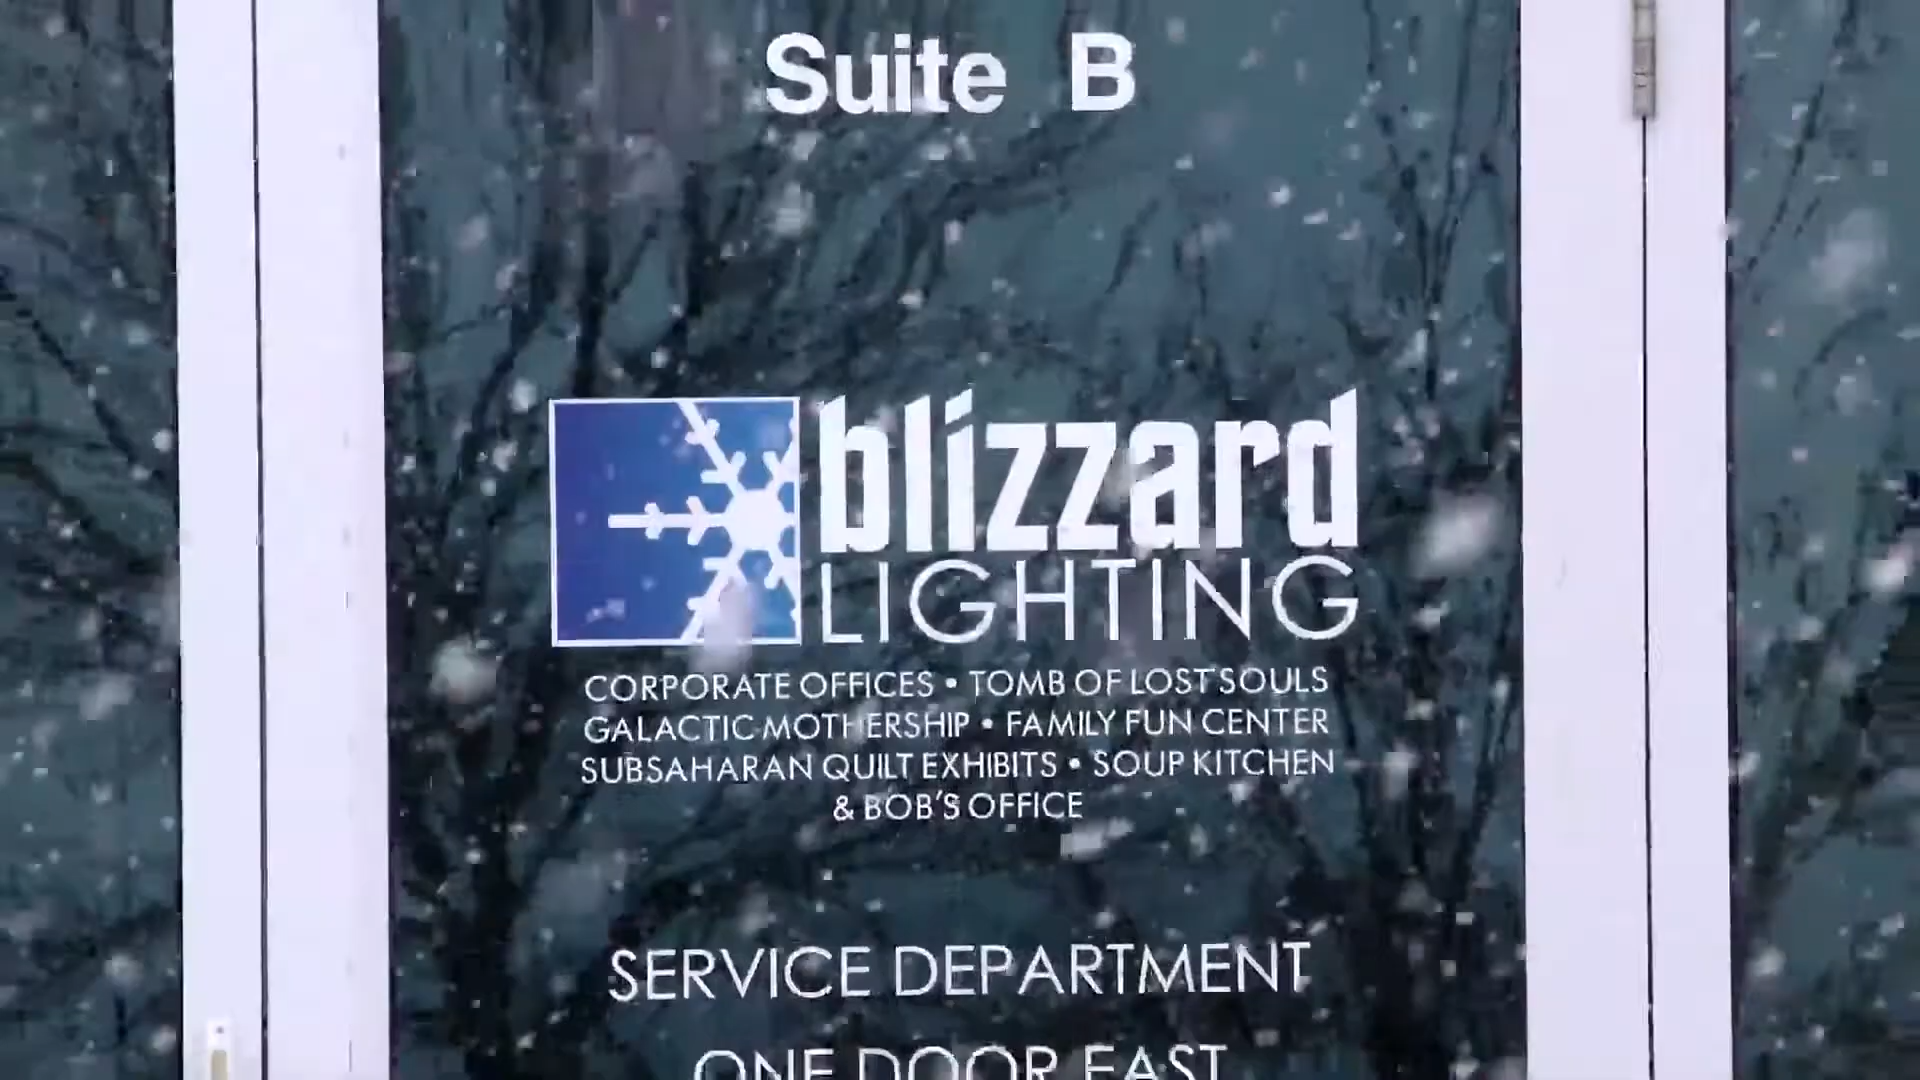 Suite B
blizzard
LIGHTING
CORPORATE OFFICES • TOMB OF LOST SOULS
GALACTIC MOTHERSHIP • FAMILY FUN CENTER
SUBSAHARAN QUILT EXHIBITS • SOUP KITCHEN
& BOB'S OFFICE
SERVICE DEPARTMENT
ONE DOOR EAST